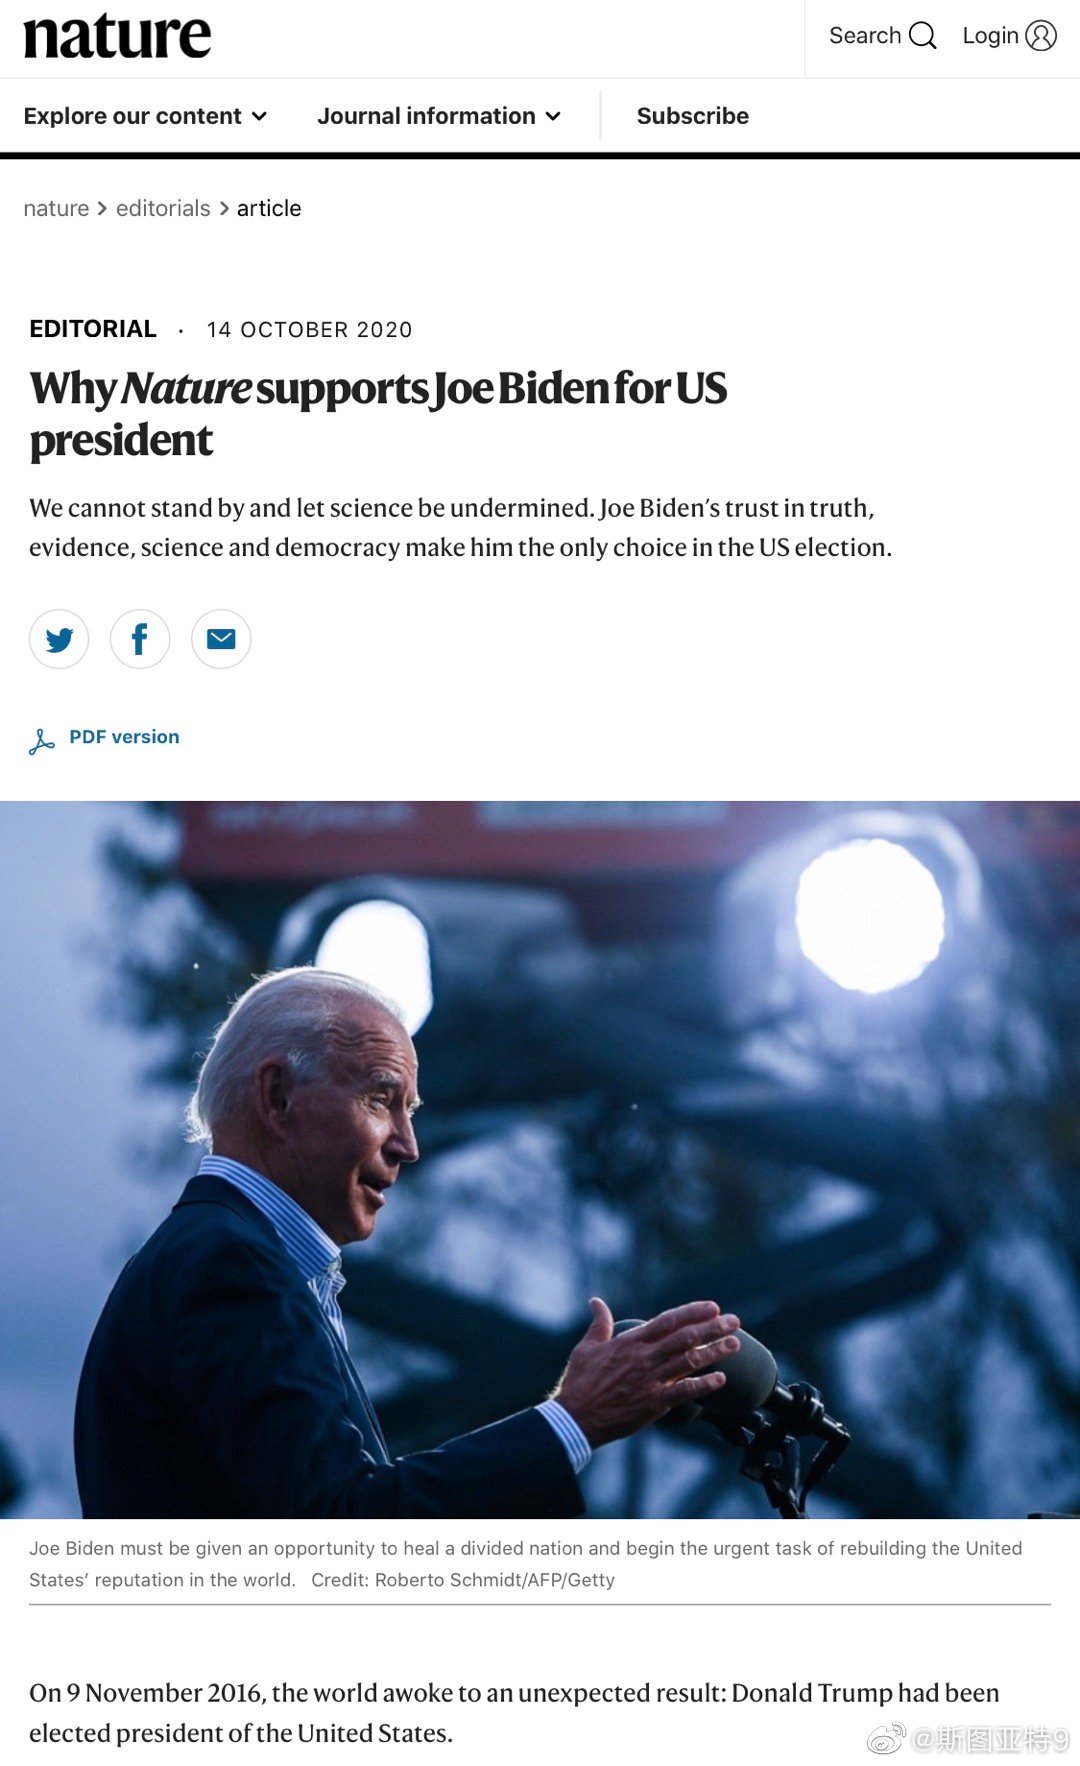 nature
Search
Login
Explore our content
Journal information
Subscribe
nature > editorials > article
EDITORIAL · 14 OCTOBER 2020
Why Nature supports Joe Biden for US
president
We cannot stand by and let science be undermined. Joe Biden’s trust in truth,
evidence, science and democracy make him the only choice in the US election.
PDF version
Joe Biden must be given an opportunity to heal a divided nation and begin the urgent task of rebuilding the United
States’ reputation in the world. Credit: Roberto Schmidt/AFP/Getty
On 9 November 2016, the world awoke to an unexpected result: Donald Trump had been
elected president of the United States.
@斯图亚特9